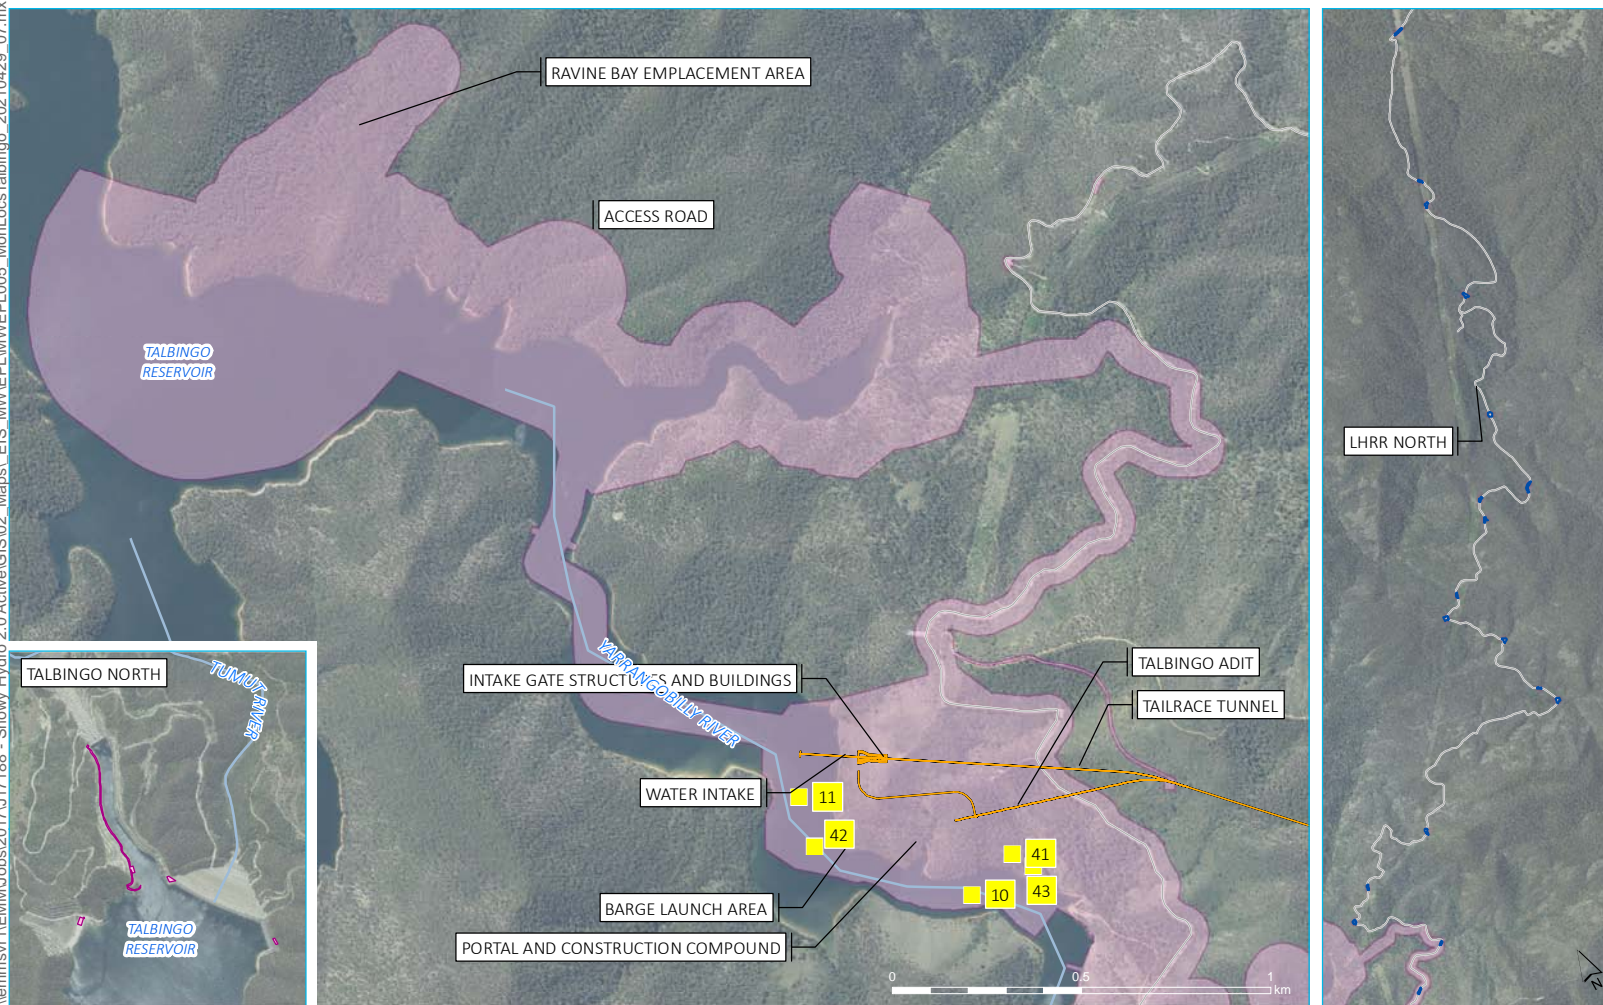 RAVINE BAY EMPLACEMENT AREA
ACCESS ROAD
TALBINGO
RESERVOIR
LHRR NORTH
TALBINGO NORTH
TUMUT RIVER
YARRANGOBILLY RIVER
INTAKE GATE STRUCTURES AND BUILDINGS
TALBINGO ADIT
TAILRACE TUNNEL
WATER INTAKE
11
42
41
43
10
BARGE LAUNCH AREA
PORTAL AND CONSTRUCTION COMPOUND
TALBINGO
RESERVOIR
0 0.5 1
km
N